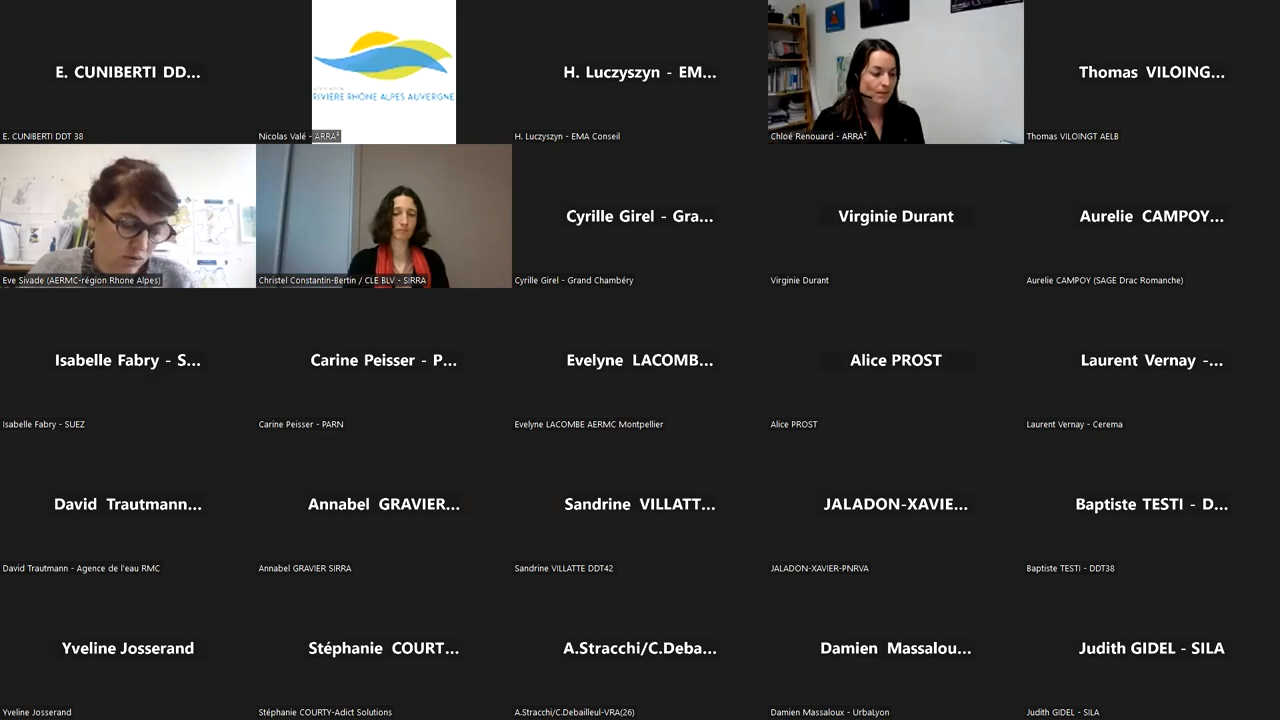 E. CUNIBERTI DD...
RIVIÈRE RHÔNE ALPES AUVERGNE
H. Luczyszyn - EM...
Thomas VILOING...
E. CUNIBERTI DDT 38
Nicolas Valé - ARRA²
H. Luczyszyn - EMA Conseil
Chloé Renouard - ARRA²
Thomas VILOINGT AELB
Cyrille Girel - Gra...
Virginie Durant
Aurelie CAMPOY...
Eve Sivade (AERMC-région Rhone Alpes)
Christel Constantin-Bertin / CLE BLV - SIRRA
Cyrille Girel - Grand Chambéry
Virginie Durant
Aurelie CAMPOY (SAGE Drac Romanche)
Isabelle Fabry - S...
Carine Peisser - P...
Evelyne LACOMB...
Alice PROST
Laurent Vernay -...
Isabelle Fabry - SUEZ
Carine Peisser - PARN
Evelyne LACOMBE AERMC Montpellier
Alice PROST
Laurent Vernay - Cerema
David Trautmann...
Annabel GRAVIER...
Sandrine VILLATT...
JALADON-XAVIE...
Baptiste TESTI - D...
David Trautmann - Agence de l'eau RMC
Annabel GRAVIER SIRRA
Sandrine VILLATTE DDT42
JALADON-XAVIER-PNRVA
Baptiste TESTI - DDT38
Yveline Josserand
Stéphanie COURT...
A.Stracchi/C.Deba...
Damien Massalou...
Judith GIDEL - SILA
Yveline Josserand
Stéphanie COURTY-Adict Solutions
A.Stracchi/C.Debailleul-VRA(26)
Damien Massaloux - UrbaLyon
Judith GIDEL - SILA